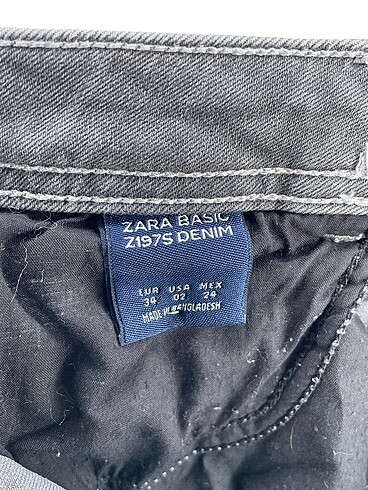 ZARA BASIC
Z1975 DENIM
EUR USA MEX
34 02 24
MADE IN BANGLADESH